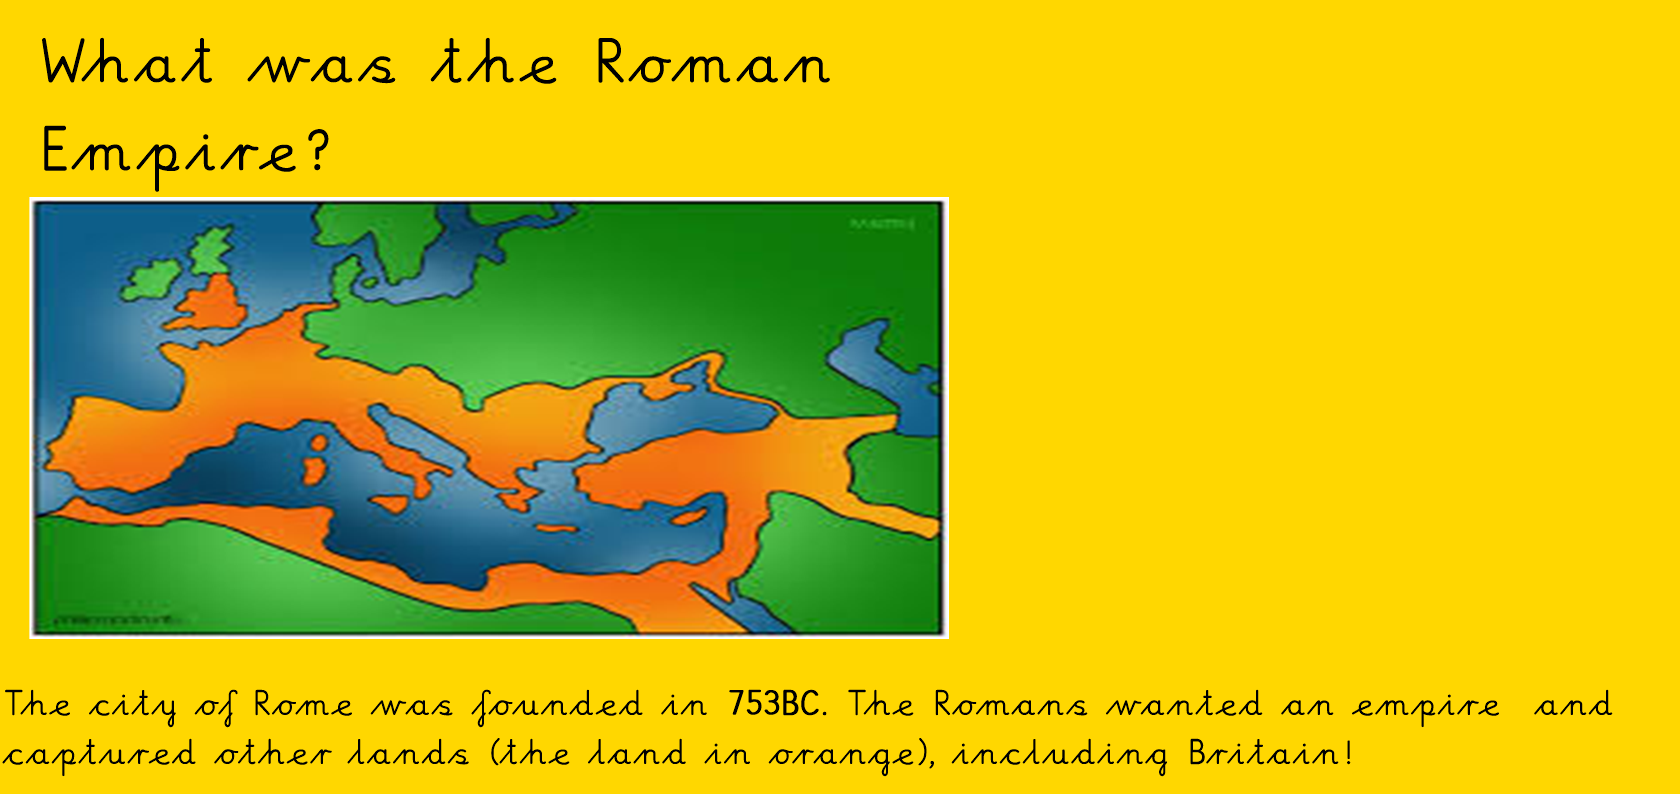 What was the Roman
Empire?
The city of Rome was founded in 753BC. The Romans wanted an empire and
captured other lands (the land in orange), including Britain!